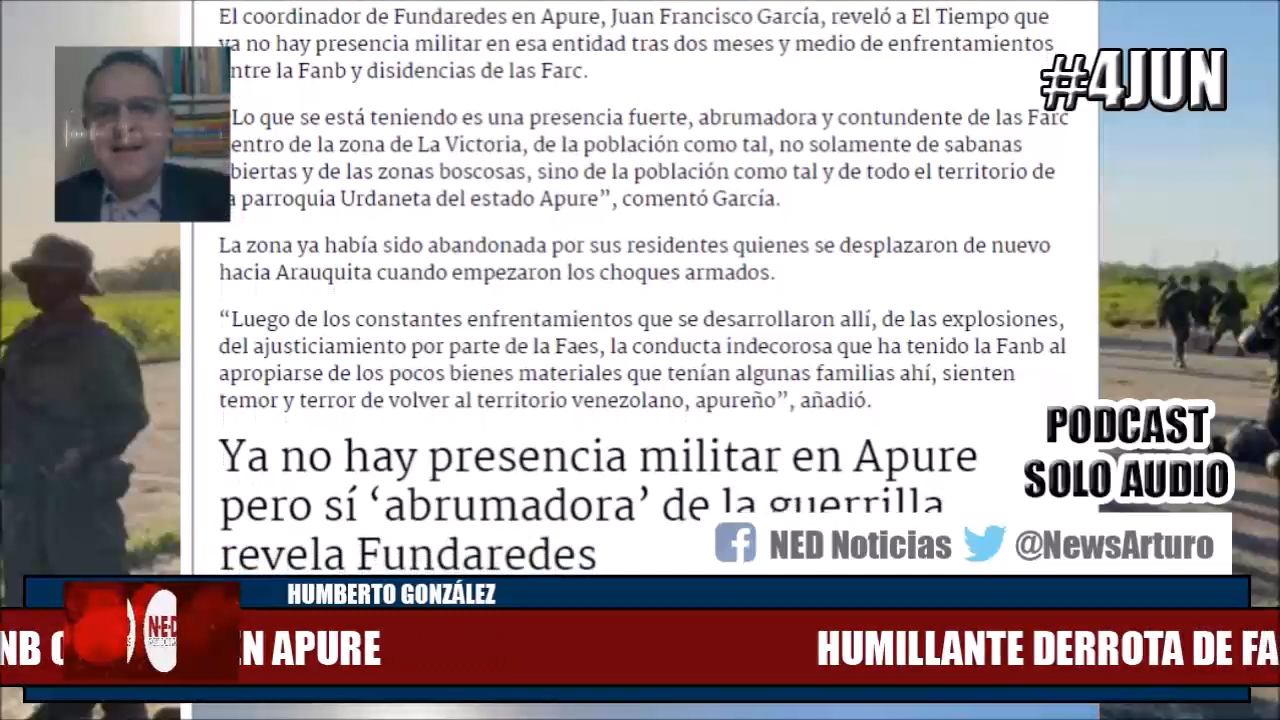 El coordinador de Fundaredes en Apure, Juan Francisco García, reveló a El Tiempo que
ya no hay presencia militar en esa entidad tras dos meses y medio de enfrentamientos
entre la Fanb y disidencias de las Farc.
Lo que se está teniendo es una presencia fuerte, abrumadora y contundente de las Farc
entro de la zona de La Victoria, de la población como tal, no solamente de sabanas
biertas y de las zonas boscosas, sino de la población como tal y de todo el territorio de
a parroquia Urdaneta del estado Apure”, comentó García.
La zona ya había sido abandonada por sus residentes quienes se desplazaron de nuevo
hacia Arauquita cuando empezaron los choques armados.
“Luego de los constantes enfrentamientos que se desarrollaron allí, de las explosiones,
del ajusticiamiento por parte de la Faes, la conducta indecorosa que ha tenido la Fanb al
apropiarse de los pocos bienes materiales que tenían algunas familias ahí, sienten
temor y terror de volver al territorio venezolano, apureño”, añadió.
Ya no hay presencia militar en Apure
pero sí ‘abrumadora’ de la guerrilla
revela Fundaredes
#4JUN
PODCAST
SOLO AUDIO
NED Noticias @NewsArturo
HUMBERTO GONZÁLEZ
N·E·D
EN APURE HUMILLANTE DERROTA DE FA